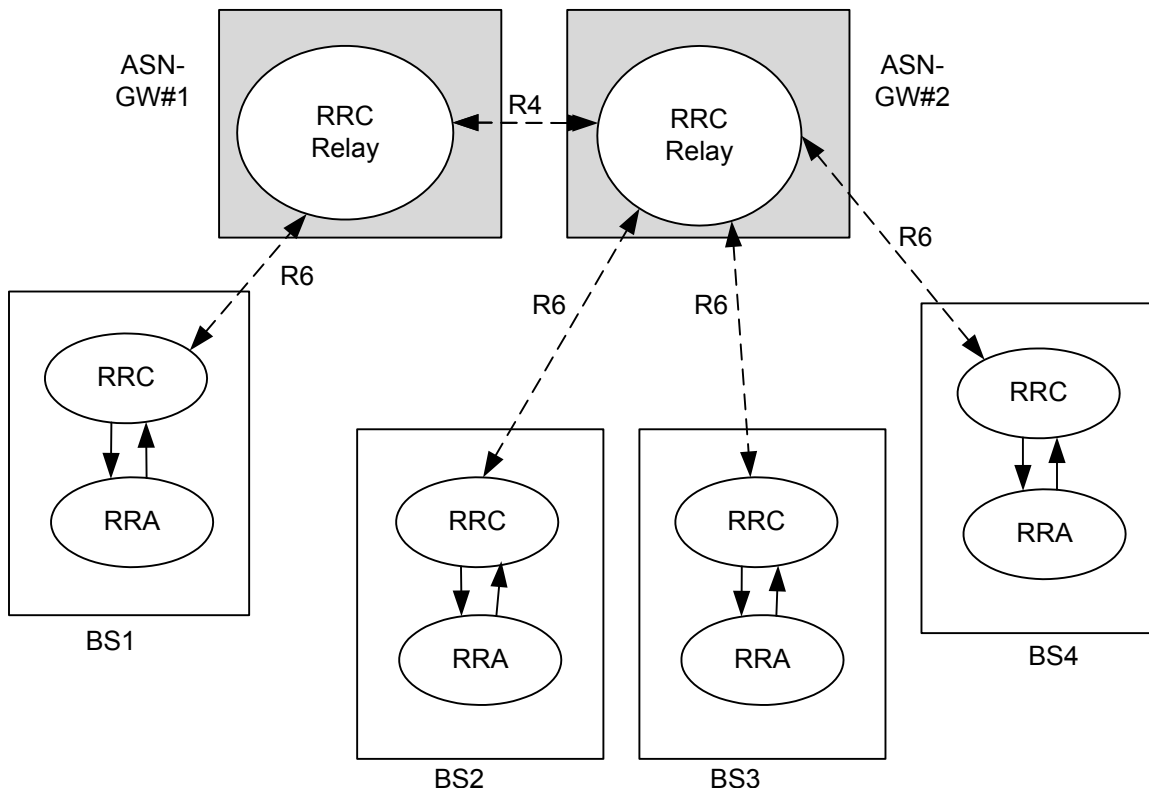 ASN-
GW#1
RRC
Relay
R4
RRC
Relay
ASN-
GW#2
R6
R6
R6
R6
RRC
RRA
BS1
RRC
RRA
BS2
RRC
RRA
BS3
RRC
RRA
BS4